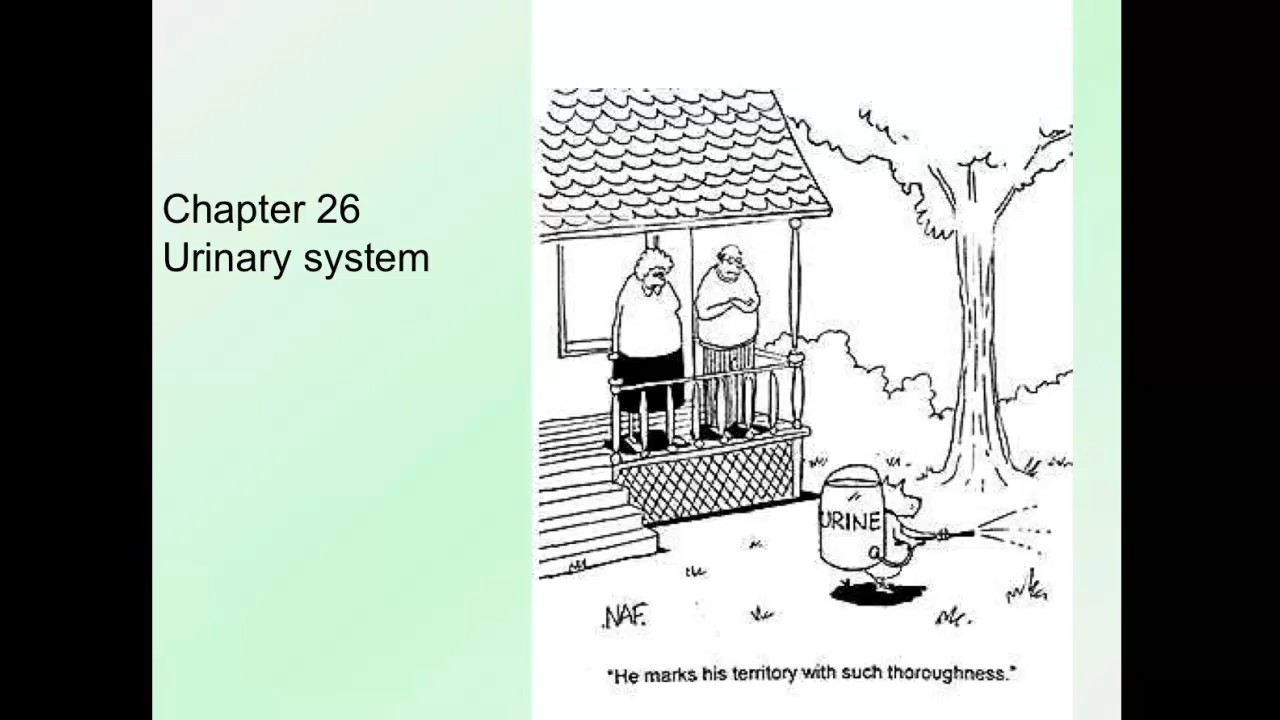 Chapter 26
Urinary system
URINE
.NAF.
"He marks his territory with such thoroughness."